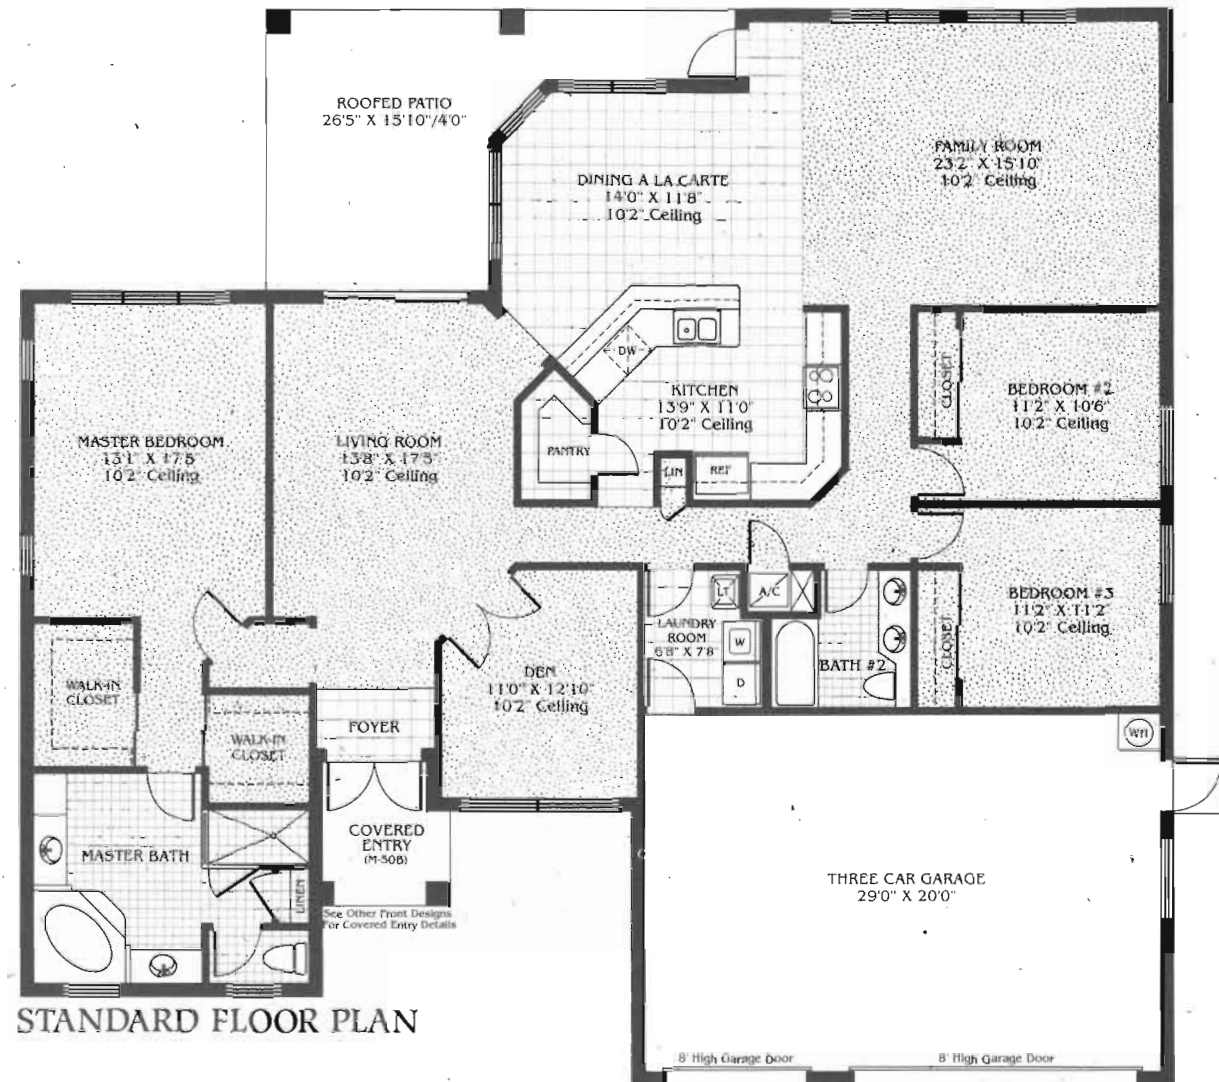 ROOFED PATIO
26'5" X 15'10"/4'0"
FAMILY ROOM
23'2" X 15'10"
10'2" Ceiling
DINING A LA CARTE
14'0" X 11'8"
10'2" Ceiling
DW
KITCHEN
13'9" X 11'0"
10'2" Ceiling
CLOSET
BEDROOM #2
11'2" X 10'6"
10'2" Ceiling
MASTER BEDROOM
13'1" X 17'5
10'2" Ceiling
LIVING ROOM
13'8" X 17'5"
10'2" Ceiling
PANTRY
LIN
REF
LT
A/C
BEDROOM #3
11'2" X 11'2"
10'2" Ceiling
CLOSET
LAUNDRY
ROOM
6'8" X 7'8"
W
D
BATH #2
DEN
11'0" X 12'10"
10'2" Ceiling
WALK-IN
CLOSET
WALK-IN
CLOSET
FOYER
WH
COVERED
ENTRY
(M-50B)
MASTER BATH
LINEN
THREE CAR GARAGE
29'0" X 20'0"
See Other Front Designs
For Covered Entry Details
STANDARD FLOOR PLAN
8' High Garage Door
8' High Garage Door